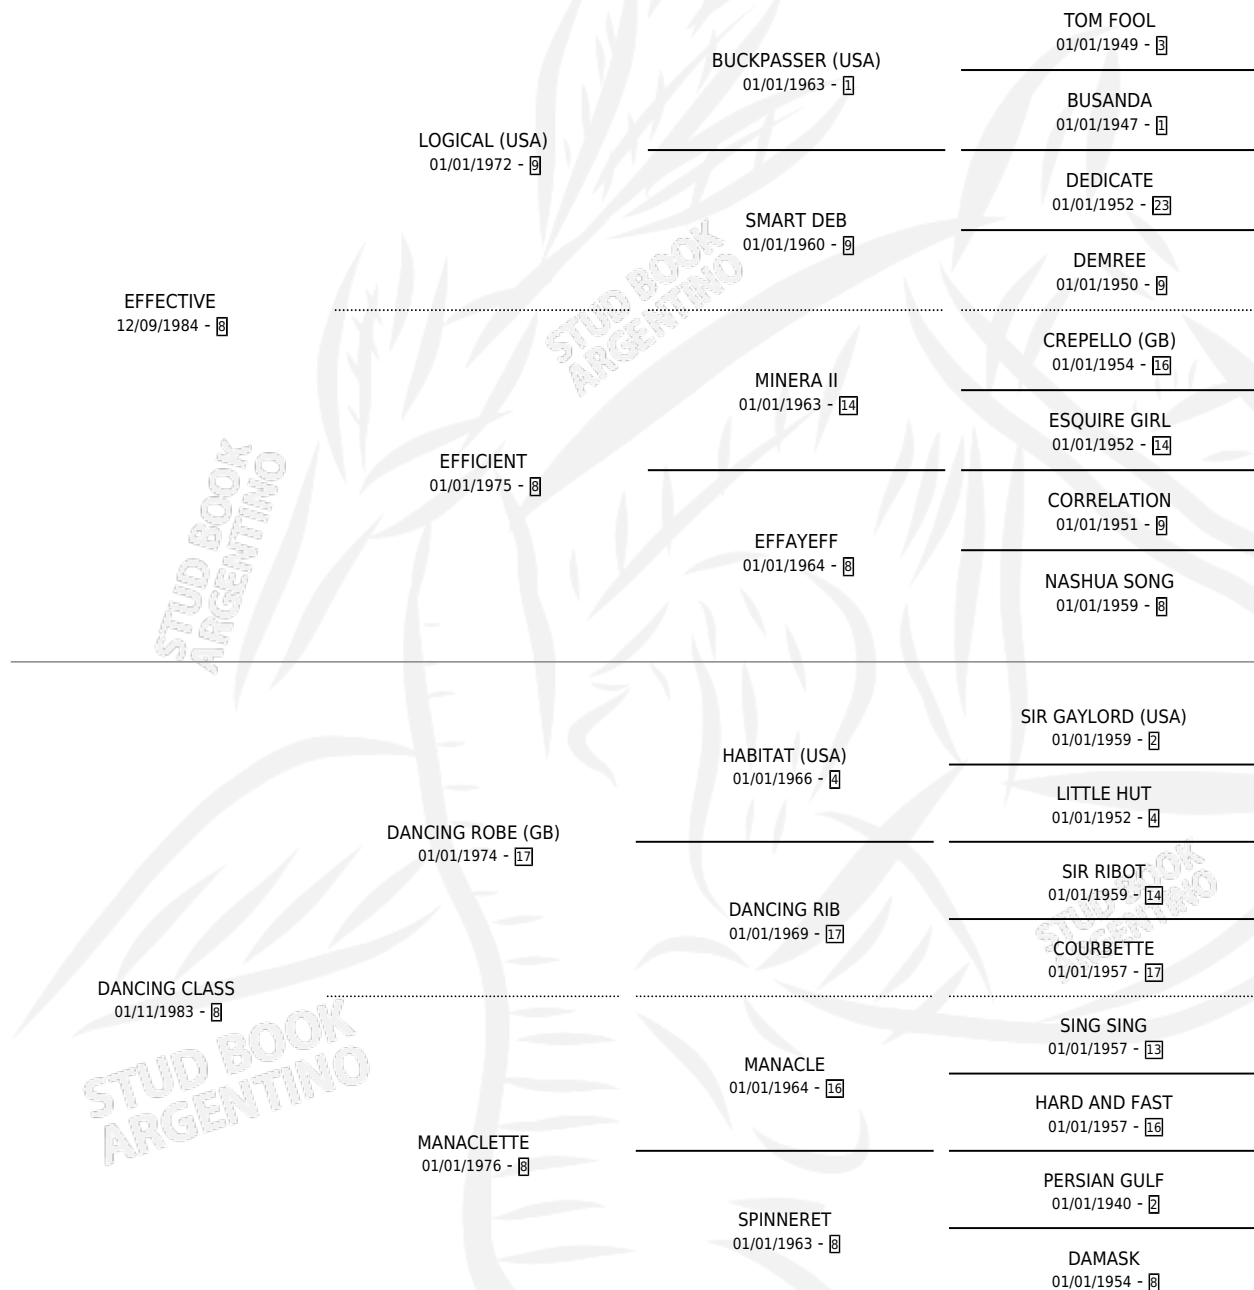 TOM FOOL
01/01/1949 - 3
BUCKPASSER (USA)
01/01/1963 - 1
BUSANDA
01/01/1947 - 1
LOGICAL (USA)
01/01/1972 - 9
DEDICATE
01/01/1952 - 23
SMART DEB
01/01/1960 - 9
DEMREE
01/01/1950 - 9
EFFECTIVE
12/09/1984 - 8
CREPELLO (GB)
01/01/1954 - 16
MINERA II
01/01/1963 - 14
ESQUIRE GIRL
01/01/1952 - 14
EFFICIENT
01/01/1975 - 8
CORRELATION
01/01/1951 - 9
EFFAYEFF
01/01/1964 - 8
NASHUA SONG
01/01/1959 - 8
STUD BOOK
ARGENTINO
STUD BOOK
ARGENTINO
SIR GAYLORD (USA)
01/01/1959 - 2
HABITAT (USA)
01/01/1966 - 4
LITTLE HUT
01/01/1952 - 4
DANCING ROBE (GB)
01/01/1974 - 17
SIR RIBOT
01/01/1959 - 14
DANCING RIB
01/01/1969 - 17
COURBETTE
01/01/1957 - 17
DANCING CLASS
01/11/1983 - 8
SING SING
01/01/1957 - 13
MANACLE
01/01/1964 - 16
HARD AND FAST
01/01/1957 - 16
MANACLETTE
01/01/1976 - 8
PERSIAN GULF
01/01/1940 - 2
SPINNERET
01/01/1963 - 8
DAMASK
01/01/1954 - 8
STUD BOOK
ARGENTINO
STUD BOOK
ARGENTINO